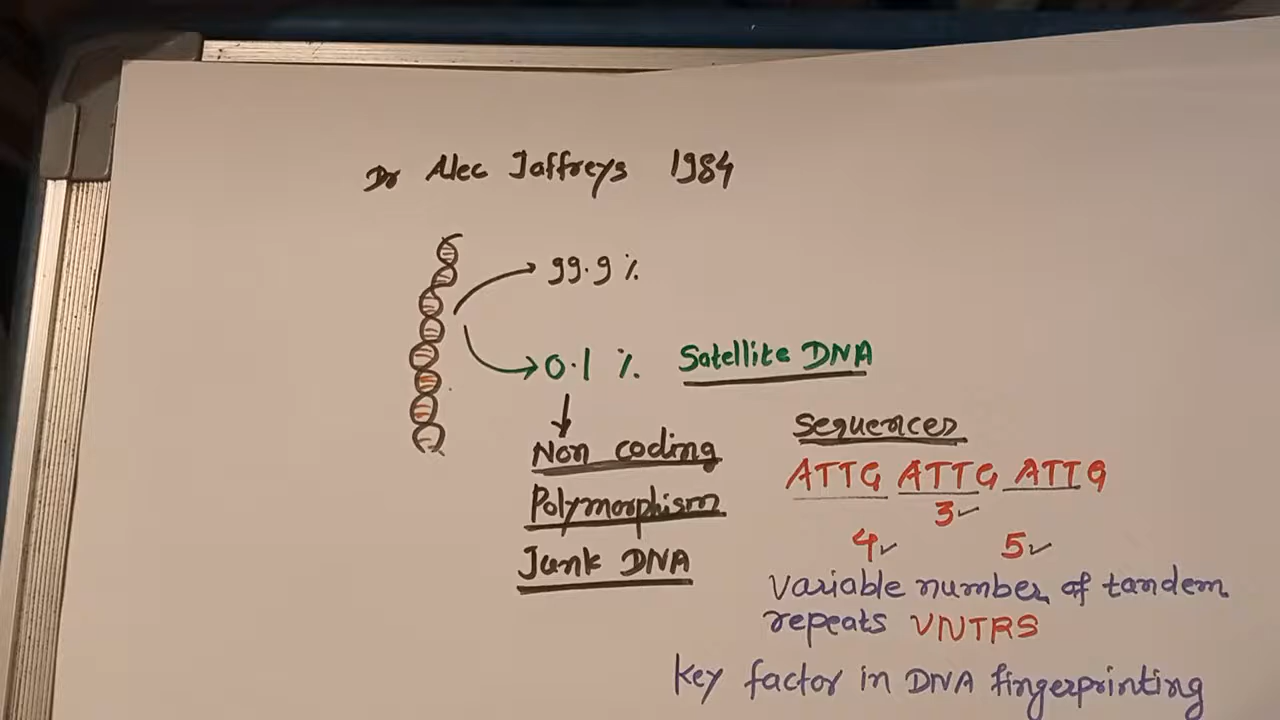 Dr Alec Jaffreys 1984
99.9 %
0.1 % Satellite DNA
Non coding
Polymorphism
Junk DNA
Sequences
ATTG ATTG ATTG
3✓
4✓ 5✓
Variable number of tandem
repeats VNTRS
Key factor in DNA fingerprinting